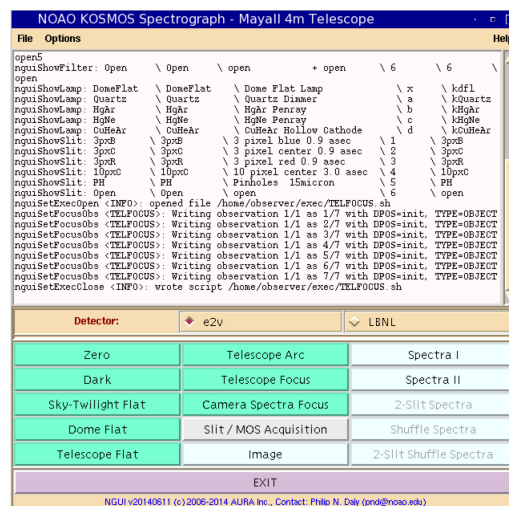 NOAO KOSMOS Spectrograph - Mayall 4m Telescope
File Options Help
open5
nguiShowFilter: Open \ Open \ open + open \ 6 \ 6 \
open
nguiShowLamp: DomeFlat \ DomeFlat \ Dome Flat Lamp \ x \ kdfl
nguiShowLamp: Quartz \ Quartz \ Quartz Dimmer \ a \ kQuartz
nguiShowLamp: HgAr \ HgAr \ HgAr Penray \ b \ kHgAr
nguiShowLamp: HgNe \ HgNe \ HgNe Penray \ c \ kHgNe
nguiShowLamp: CuHeAr \ CuHeAr \ CuHeAr Hollow Cathode \ d \ kCuHeAr
nguiShowSlit: 3pxB \ 3pxB \ 3 pixel blue 0.9 asec \ 1 \ 3pxB
nguiShowSlit: 3pxC \ 3pxC \ 3 pixel center 0.9 asec \ 2 \ 3pxC
nguiShowSlit: 3pxR \ 3pxR \ 3 pixel red 0.9 asec \ 3 \ 3pxR
nguiShowSlit: 10pxC \ 10pxC \ 10 pixel center 3.0 asec \ 4 \ 10pxC
nguiShowSlit: PH \ PH \ Pinholes 15micron \ 5 \ PH
nguiShowSlit: Open \ Open \ open \ 6 \ open
nguiSetExecOpen <INFO>: opened file /home/observer/exec/TELFOCUS.sh
nguiSetFocusObs <TELFOCUS>: Writing observation 1/1 as 1/7 with DPOS=init, TYPE=OBJECT
nguiSetFocusObs <TELFOCUS>: Writing observation 1/1 as 2/7 with DPOS=init, TYPE=OBJECT
nguiSetFocusObs <TELFOCUS>: Writing observation 1/1 as 3/7 with DPOS=init, TYPE=OBJECT
nguiSetFocusObs <TELFOCUS>: Writing observation 1/1 as 4/7 with DPOS=init, TYPE=OBJECT
nguiSetFocusObs <TELFOCUS>: Writing observation 1/1 as 5/7 with DPOS=init, TYPE=OBJECT
nguiSetFocusObs <TELFOCUS>: Writing observation 1/1 as 6/7 with DPOS=init, TYPE=OBJECT
nguiSetFocusObs <TELFOCUS>: Writing observation 1/1 as 7/7 with DPOS=init, TYPE=OBJECT
nguiSetExecClose <INFO>: wrote script /home/observer/exec/TELFOCUS.sh
Detector: e2v LBNL
Zero Telescope Arc Spectra I
Dark Telescope Focus Spectra II
Sky-Twilight Flat Camera Spectra Focus 2-Slit Spectra
Dome Flat Slit / MOS Acquisition Shuffle Spectra
Telescope Flat Image 2-Slit Shuffle Spectra
EXIT
NGUI v20140611 (c) 2006-2014 AURA Inc., Contact: Philip N. Daly (pnd@noao.edu)